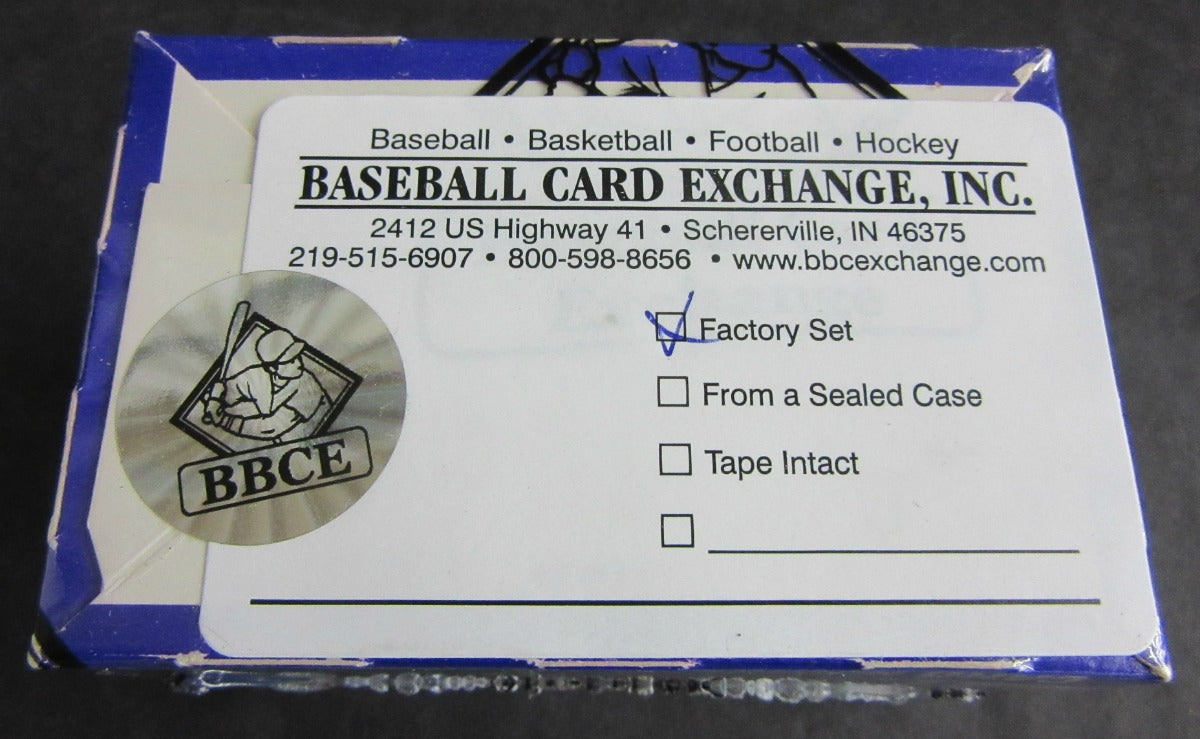 Baseball • Basketball • Football • Hockey
BASEBALL CARD EXCHANGE, INC.
2412 US Highway 41 • Schererville, IN 46375
219-515-6907 • 800-598-8656 • www.bbcexchange.com
Factory Set
From a Sealed Case
Tape Intact
BBCE